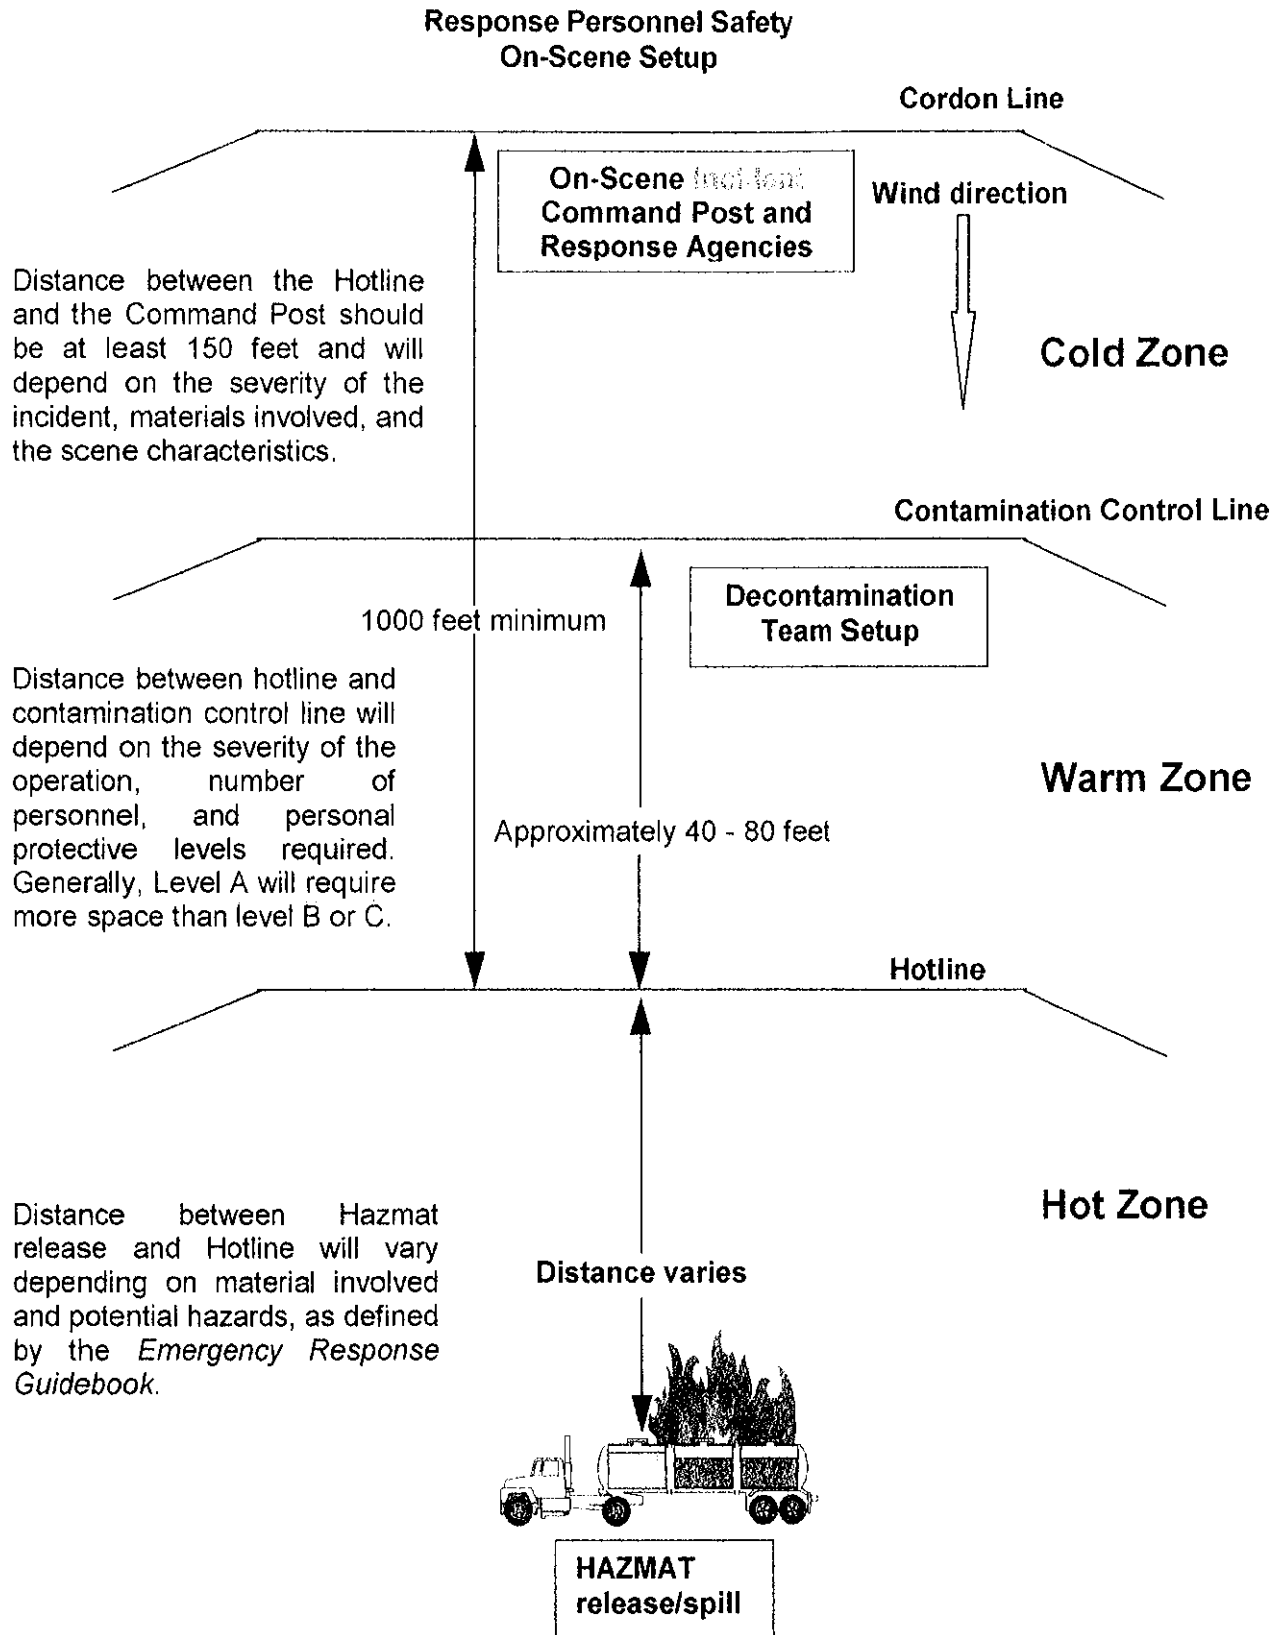 Response Personnel Safety
On-Scene Setup
Cordon Line
On-Scene
Command Post and
Response Agencies
Wind direction
Distance between the Hotline
and the Command Post should
be at least 150 feet and will
depend on the severity of the
incident, materials involved, and
the scene characteristics.
Cold Zone
Contamination Control Line
Decontamination
Team Setup
1000 feet minimum
Distance between hotline and
contamination control line will
depend on the severity of the
operation, number of
personnel, and personal
protective levels required.
Generally, Level A will require
more space than level B or C.
Warm Zone
Approximately 40 - 80 feet
Hotline
Distance between Hazmat
release and Hotline will vary
depending on material involved
and potential hazards, as defined
by the Emergency Response
Guidebook.
Hot Zone
Distance varies
HAZMAT
release/spill